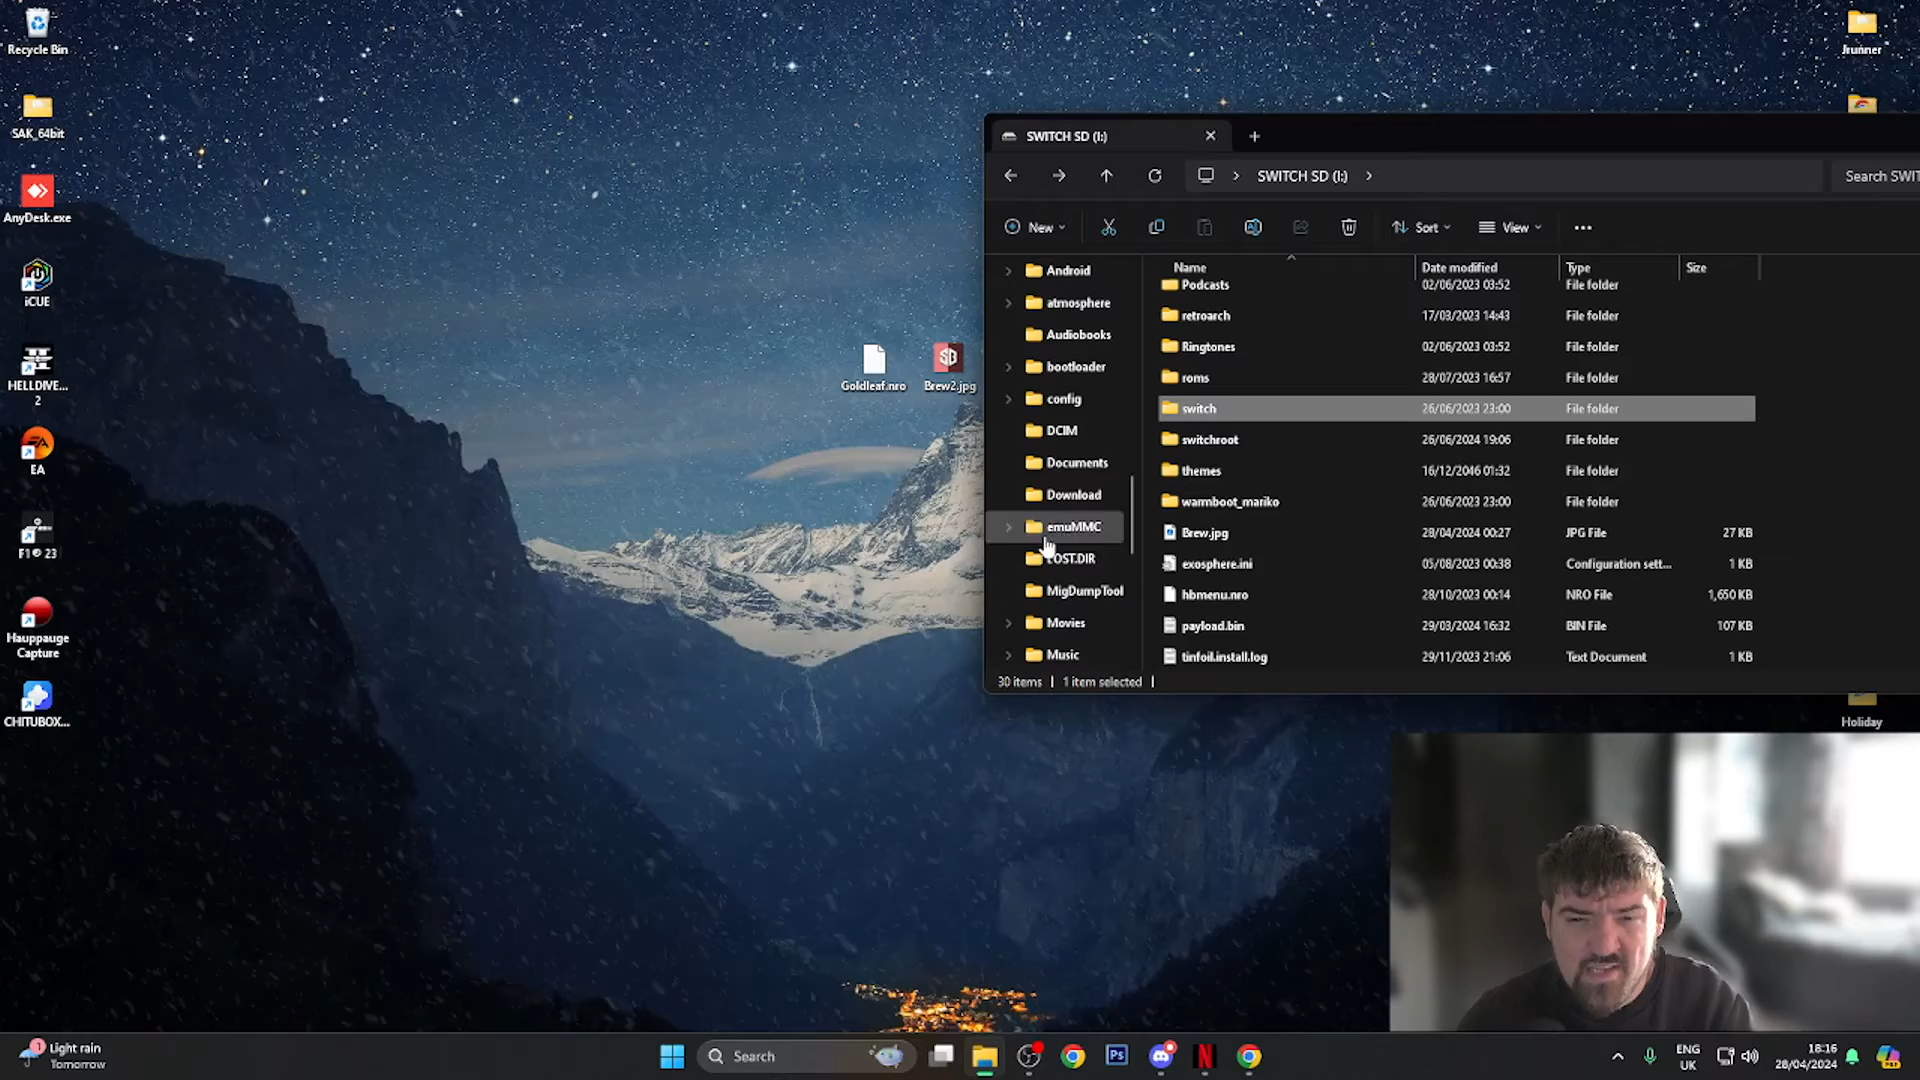 Recycle Bin
SAK_64bit
AnyDesk.exe
iCUE
HELLDIVE...
2
EA
F1® 23
Hauppauge
Capture
CHITUBOX...
Goldleaf.nro
Brew2.jpg
Jrunner
Holiday
SWITCH SD (I:)
SWITCH SD (I:)
Search SWIT
New
Sort
View
Android
atmosphere
Audiobooks
bootloader
config
DCIM
Documents
Download
emuMMC
LOST.DIR
MigDumpTool
Movies
Music
Name Date modified Type Size
Podcasts 02/06/2023 03:52 File folder
retroarch 17/03/2023 14:43 File folder
Ringtones 02/06/2023 03:52 File folder
roms 28/07/2023 16:57 File folder
switch 26/06/2023 23:00 File folder
switchroot 26/06/2024 19:06 File folder
themes 16/12/2046 01:32 File folder
warmboot_mariko 26/06/2023 23:00 File folder
Brew.jpg 28/04/2024 00:27 JPG File 27 KB
exosphere.ini 05/08/2023 00:38 Configuration sett... 1 KB
hbmenu.nro 28/10/2023 00:14 NRO File 1,650 KB
payload.bin 29/03/2024 16:32 BIN File 107 KB
tinfoil.install.log 29/11/2023 21:06 Text Document 1 KB
30 items | 1 item selected |
1
Light rain
Tomorrow
Search
Ps
ENG
UK
18:16
28/04/2024